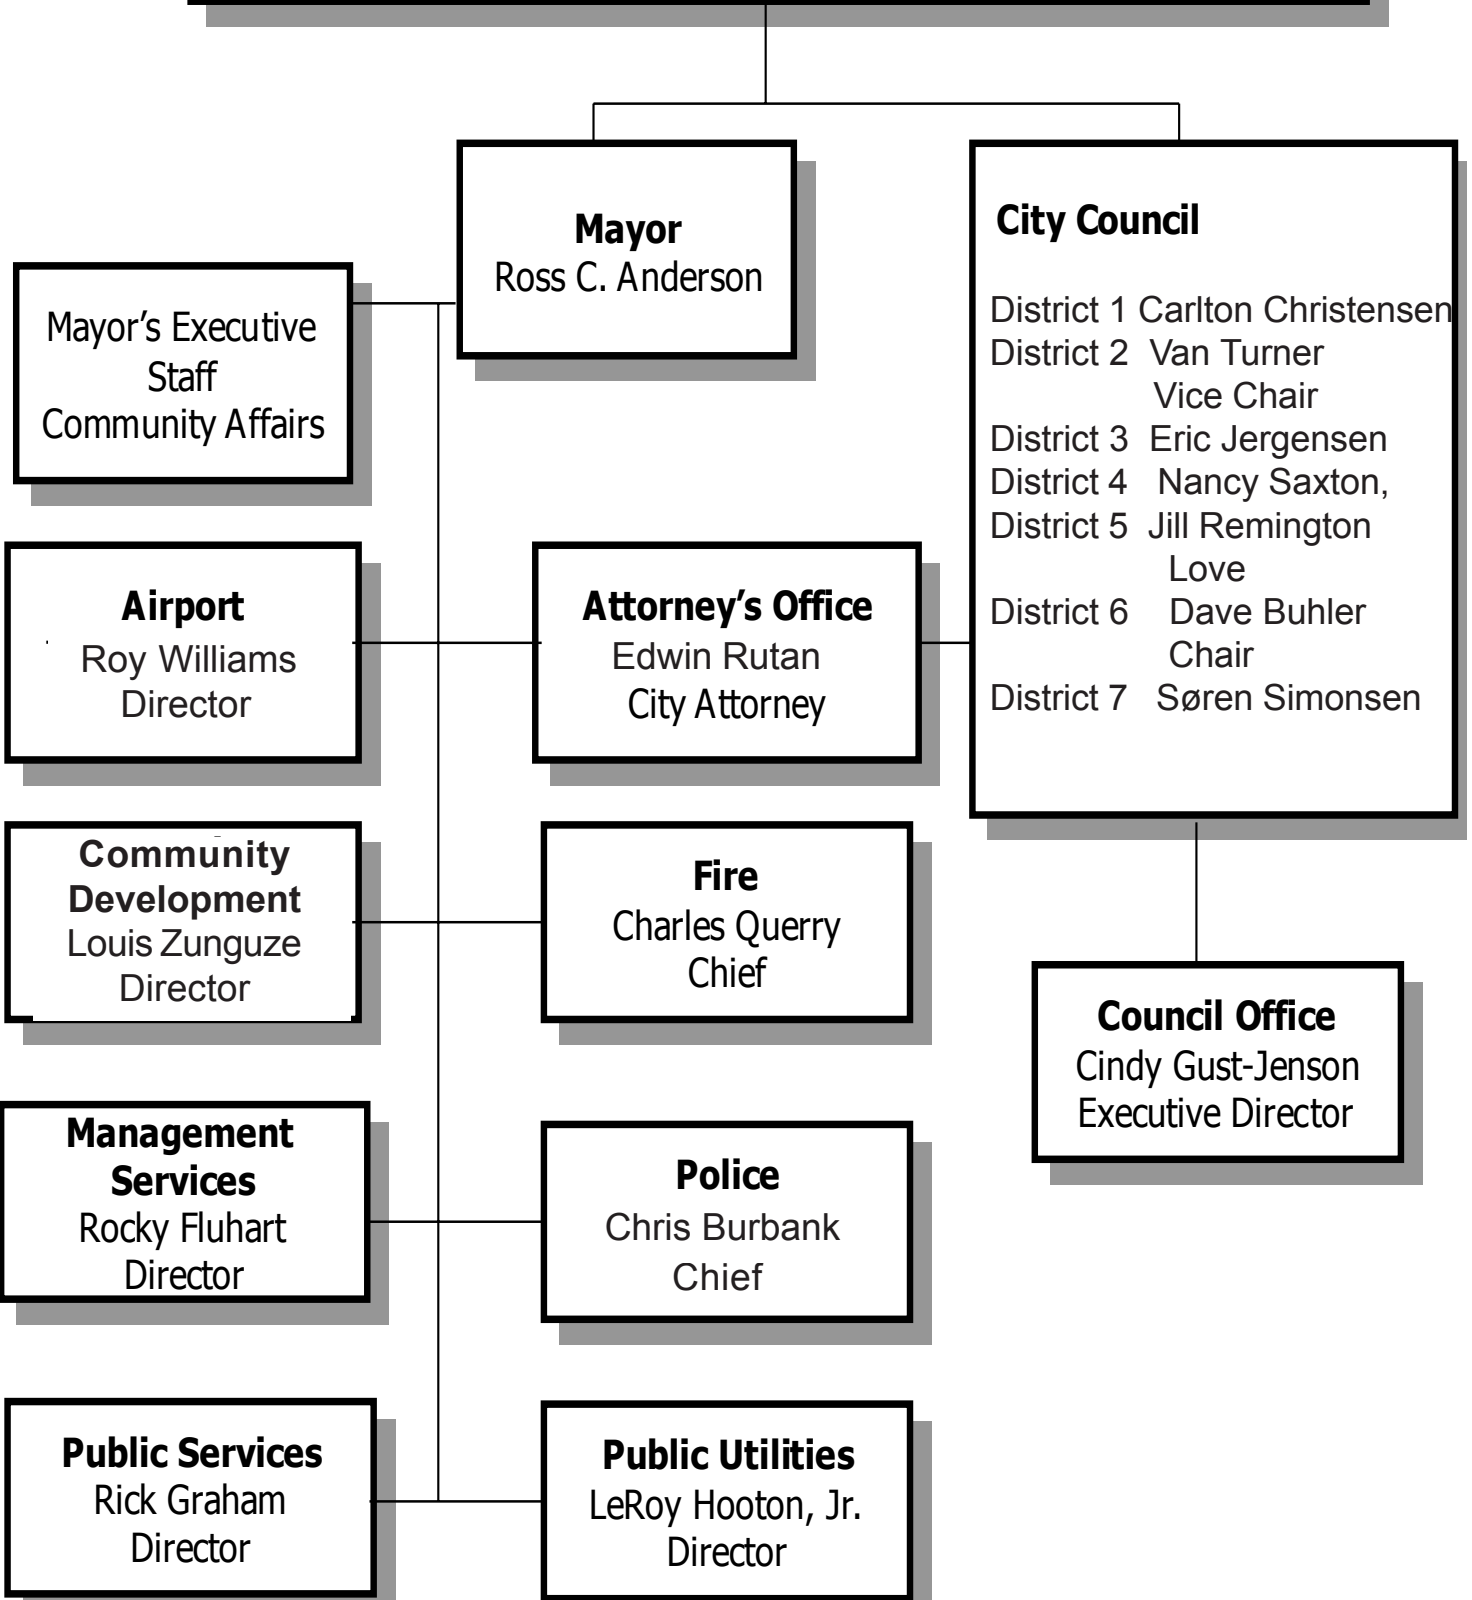 Mayor
Ross C. Anderson
City Council
District 1 Carlton Christensen
District 2 Van Turner
Vice Chair
District 3 Eric Jergensen
District 4 Nancy Saxton,
District 5 Jill Remington
Love
District 6 Dave Buhler
Chair
District 7 Søren Simonsen
Mayor’s Executive
Staff
Community Affairs
Airport
Roy Williams
Director
Attorney’s Office
Edwin Rutan
City Attorney
Community
Development
Louis Zunguze
Director
Fire
Charles Querry
Chief
Council Office
Cindy Gust-Jenson
Executive Director
Management
Services
Rocky Fluhart
Director
Police
Chris Burbank
Chief
Public Services
Rick Graham
Director
Public Utilities
LeRoy Hooton, Jr.
Director